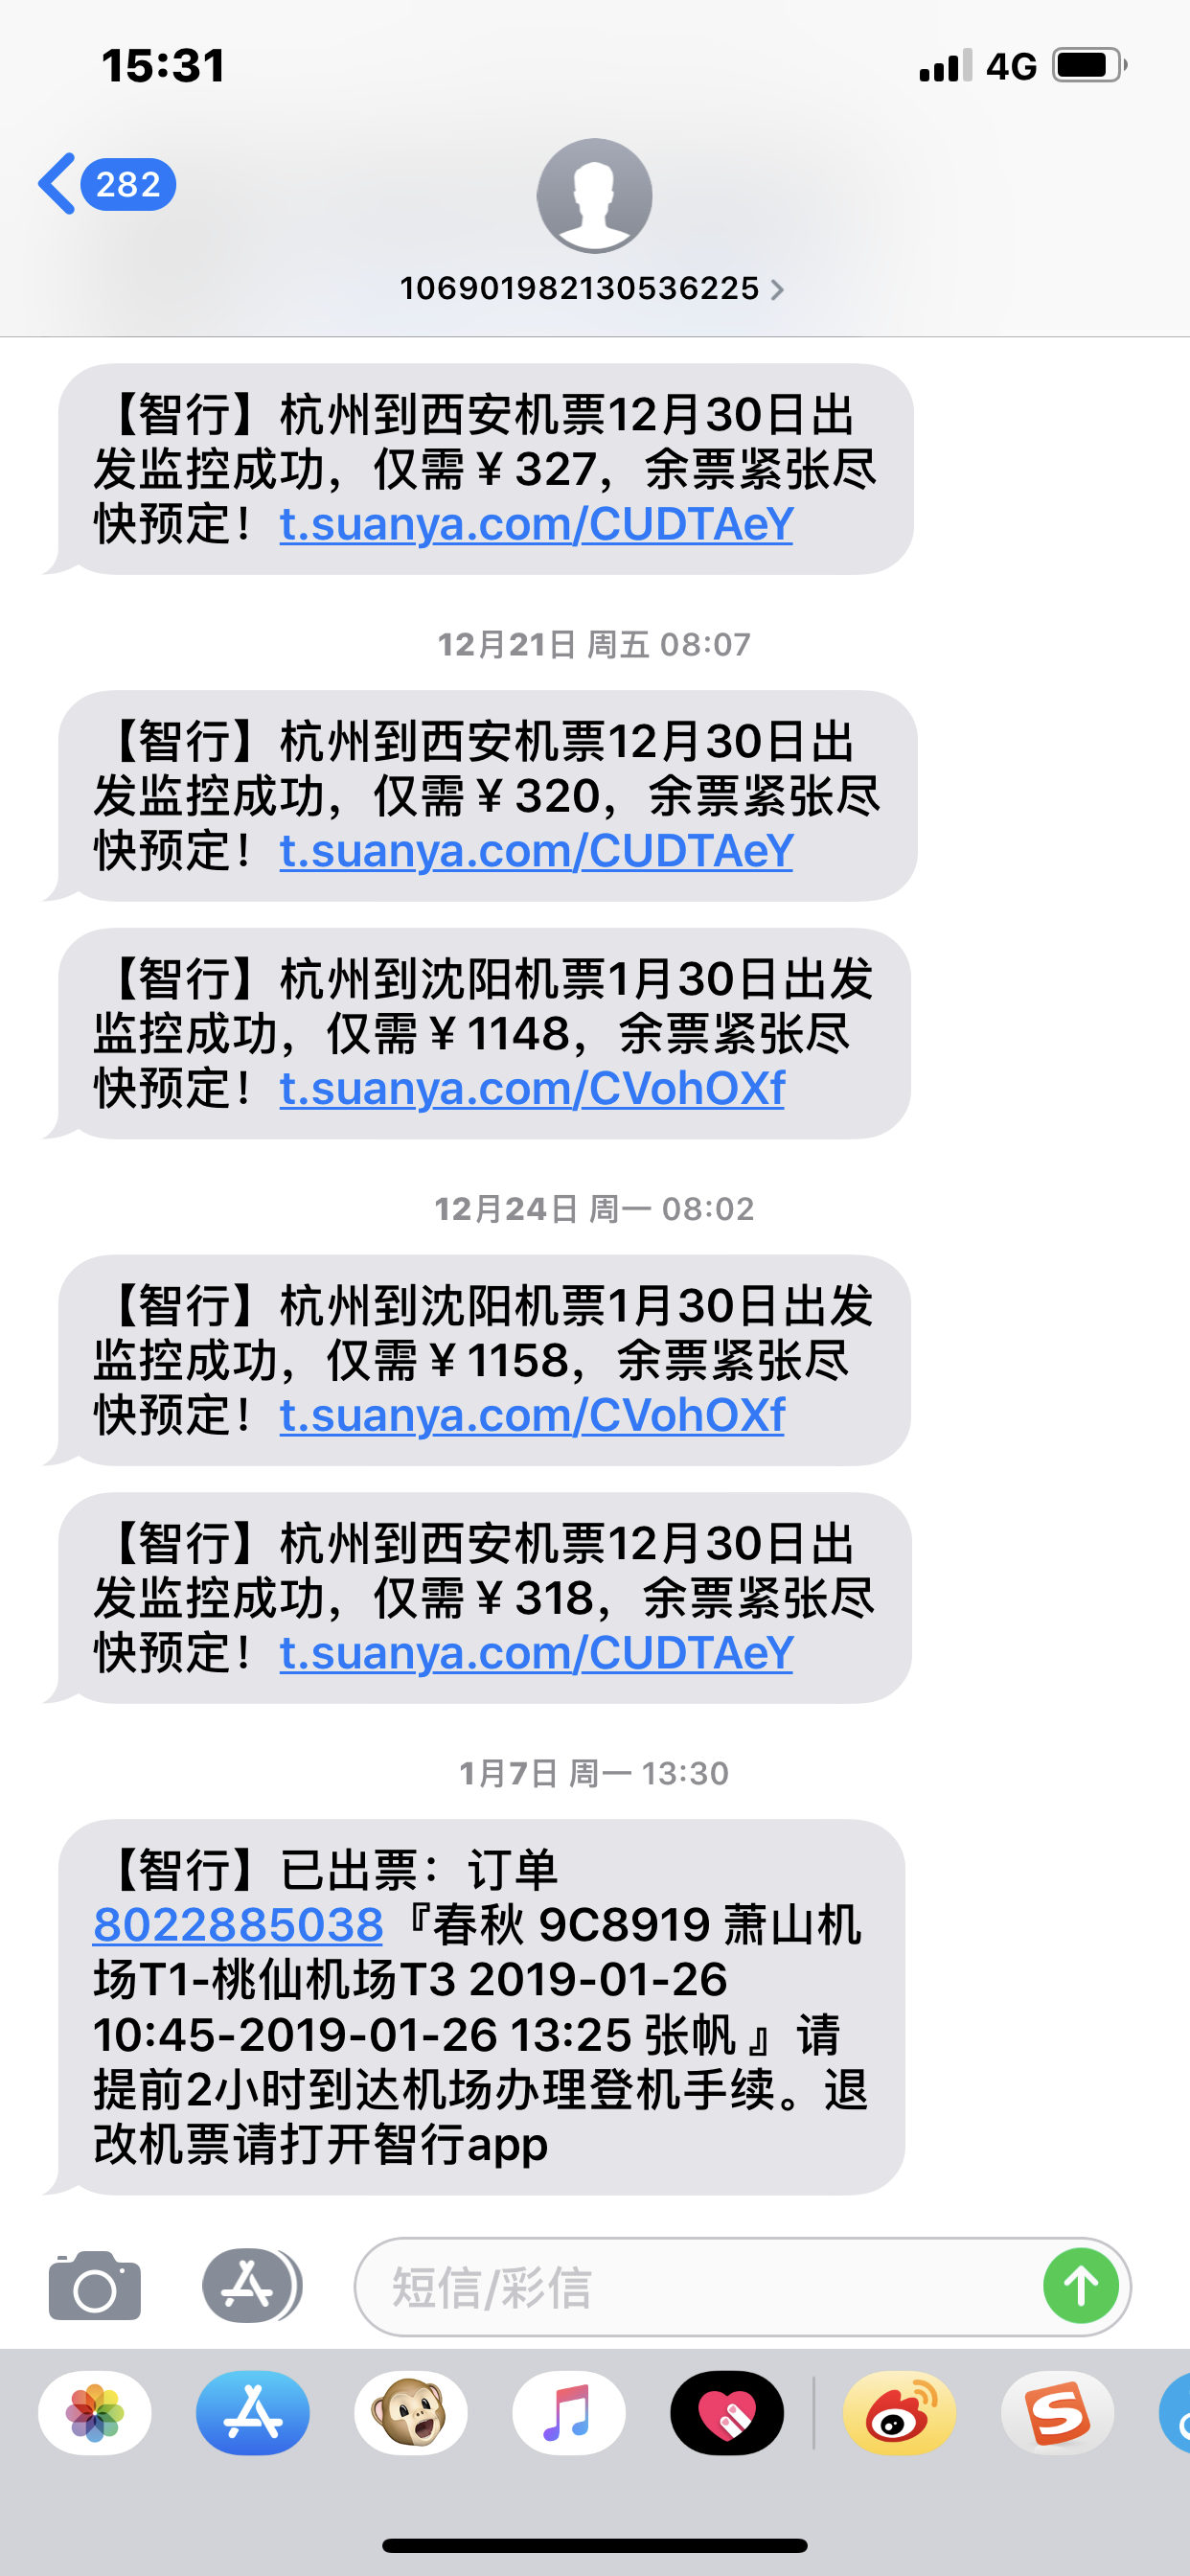 15:31
4G
282
106901982130536225
【智行】杭州到西安机票12月30日出
发监控成功，仅需￥327，余票紧张尽
快预定！t.suanya.com/CUDTAeY
12月21日 周五 08:07
【智行】杭州到西安机票12月30日出
发监控成功，仅需￥320，余票紧张尽
快预定！t.suanya.com/CUDTAeY
【智行】杭州到沈阳机票1月30日出发
监控成功，仅需￥1148，余票紧张尽
快预定！t.suanya.com/CVohOXf
12月24日 周一 08:02
【智行】杭州到沈阳机票1月30日出发
监控成功，仅需￥1158，余票紧张尽
快预定！t.suanya.com/CVohOXf
【智行】杭州到西安机票12月30日出
发监控成功，仅需￥318，余票紧张尽
快预定！t.suanya.com/CUDTAeY
1月7日 周一 13:30
【智行】已出票：订单
8022885038『春秋 9C8919 萧山机
场T1-桃仙机场T3 2019-01-26
10:45-2019-01-26 13:25 张帆 』请
提前2小时到达机场办理登机手续。退
改机票请打开智行app
短信/彩信